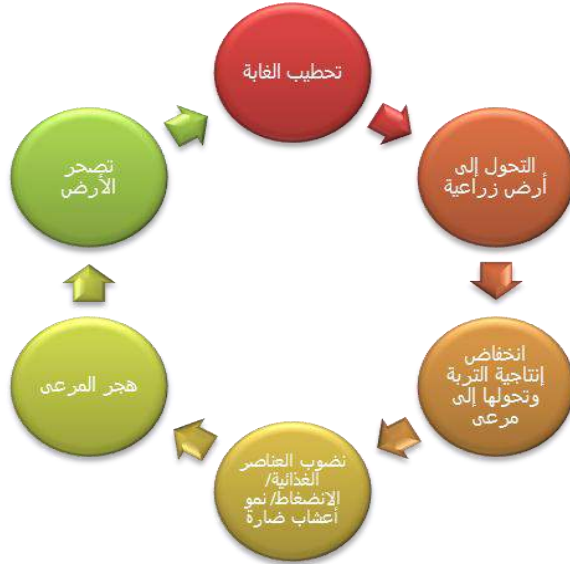 تحطيب الغابة
التحول إلى
أرض زراعية
انخفاض
إنتاجية التربة
وتحولها إلى
مرعى
نضوب العناصر
الغذائية/
الانضغاط/ نمو
أعشاب ضارة
هجر المرعى
تصحر
الأرض